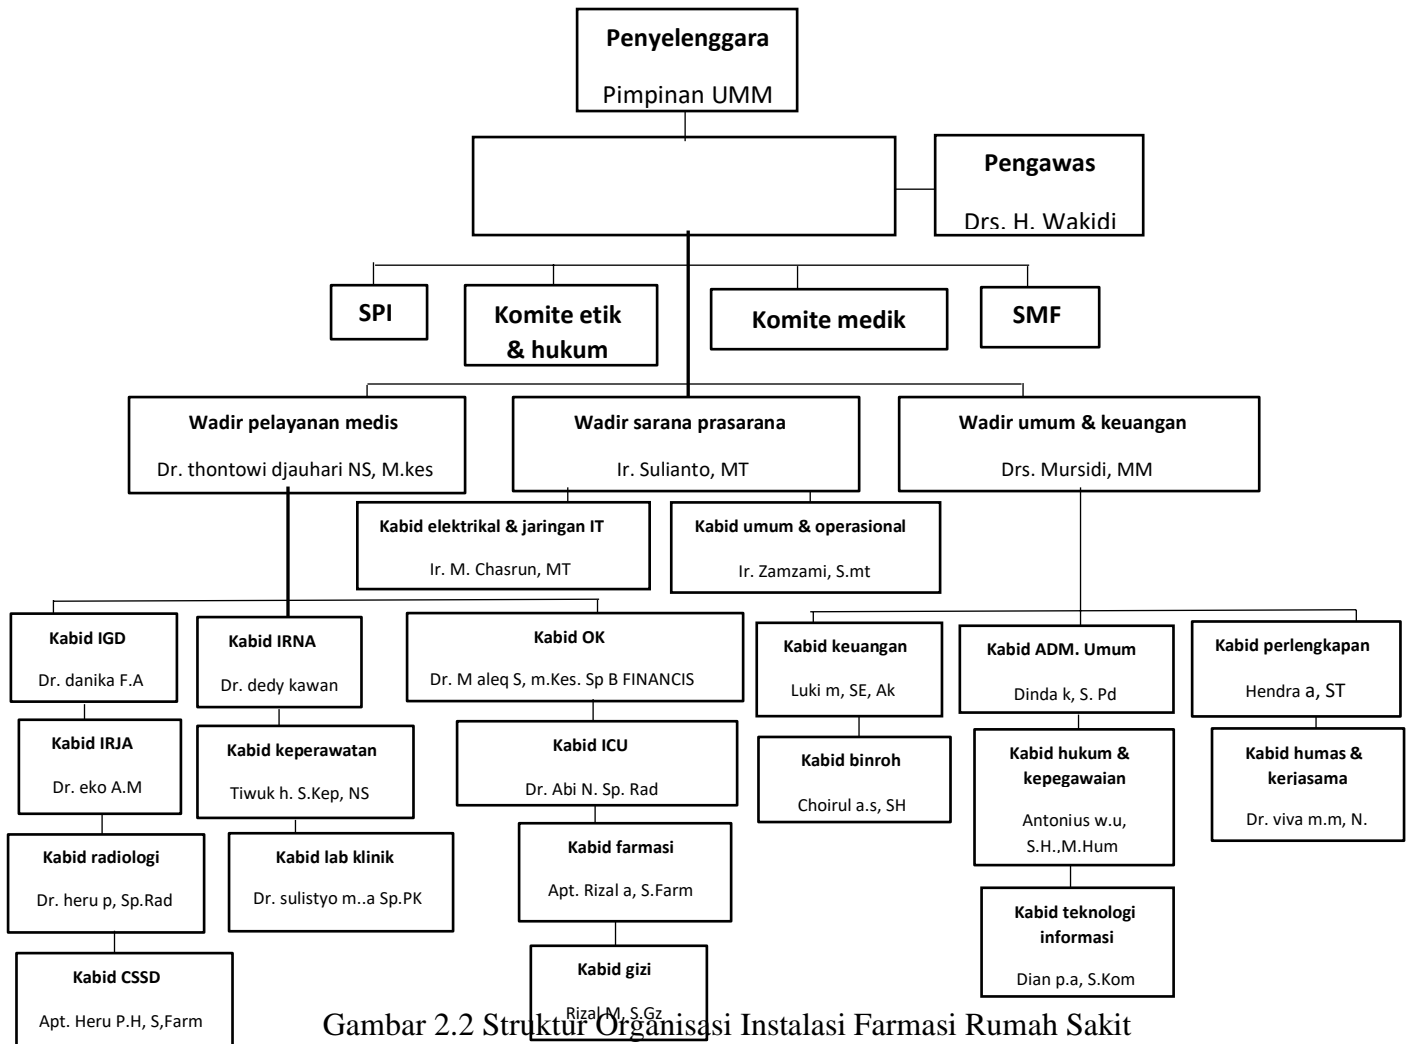 Penyelenggara
Pimpinan UMM
Pengawas
Drs. H. Wakidi
SPI
Komite etik
& hukum
Komite medik
SMF
Wadir pelayanan medis
Dr. thontowi djauhari NS, M.kes
Wadir sarana prasarana
Ir. Sulianto, MT
Wadir umum & keuangan
Drs. Mursidi, MM
Kabid elektrikal & jaringan IT
Ir. M. Chasrun, MT
Kabid umum & operasional
Ir. Zamzami, S.mt
Kabid IGD
Dr. danika F.A
Kabid IRNA
Dr. dedy kawan
Kabid OK
Dr. M aleq S, m.Kes. Sp B FINANCIS
Kabid keuangan
Luki m, SE, Ak
Kabid ADM. Umum
Dinda k, S. Pd
Kabid perlengkapan
Hendra a, ST
Kabid IRJA
Dr. eko A.M
Kabid keperawatan
Tiwuk h. S.Kep, NS
Kabid ICU
Dr. Abi N. Sp. Rad
Kabid binroh
Choirul a.s, SH
Kabid hukum &
kepegawaian
Antonius w.u,
S.H.,M.Hum
Kabid humas &
kerjasama
Dr. viva m.m, N.
Kabid radiologi
Dr. heru p, Sp.Rad
Kabid lab klinik
Dr. sulistyo m..a Sp.PK
Kabid farmasi
Apt. Rizal a, S.Farm
Kabid teknologi
informasi
Dian p.a, S.Kom
Kabid CSSD
Apt. Heru P.H, S,Farm
Kabid gizi
Rizal M, S.Gz
Gambar 2.2 Struktur Organisasi Instalasi Farmasi Rumah Sakit